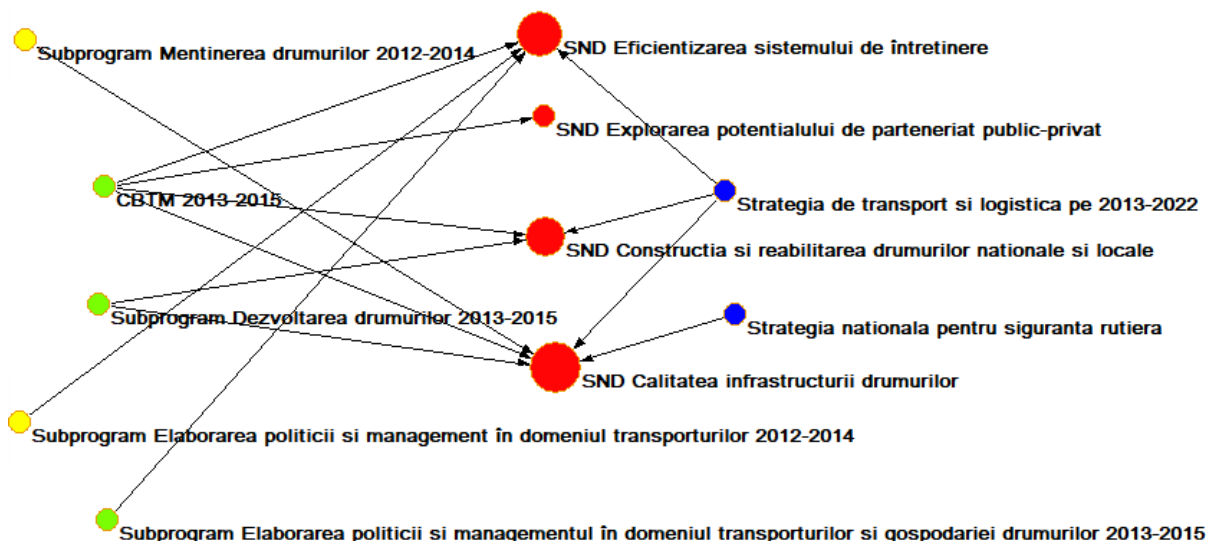 Subprogram Mentinerea drumurilor 2012-2014
SND Eficientizarea sistemului de întretinere
SND Explorarea potentialului de parteneriat public-privat
CBTM 2013-2015
Strategia de transport si logistica pe 2013-2022
SND Constructia si reabilitarea drumurilor nationale si locale
Subprogram Dezvoltarea drumurilor 2013-2015
Strategia nationala pentru siguranta rutiera
SND Calitatea infrastructurii drumurilor
Subprogram Elaborarea politicii si management în domeniul transporturilor 2012-2014
Subprogram Elaborarea politicii si managementul în domeniul transporturilor si gospodariei drumurilor 2013-2015